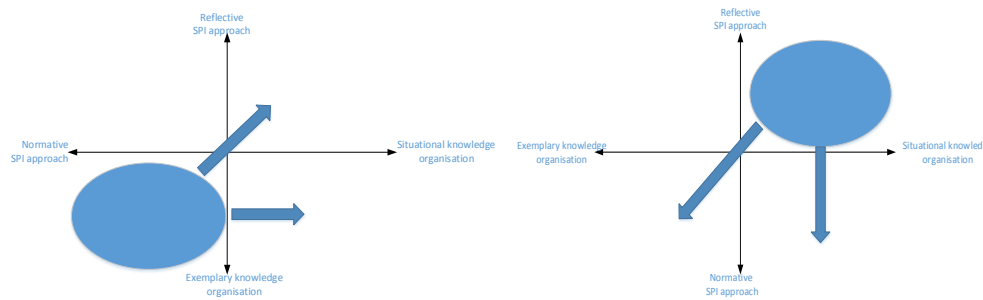 Reflective
SPI approach
Normative
SPI approach
Situational knowledge
organisation
Exemplary knowledge
organisation
Reflective
SPI approach
Exemplary knowledge
organisation
Situational knowled
organisation
Normative
SPI approach